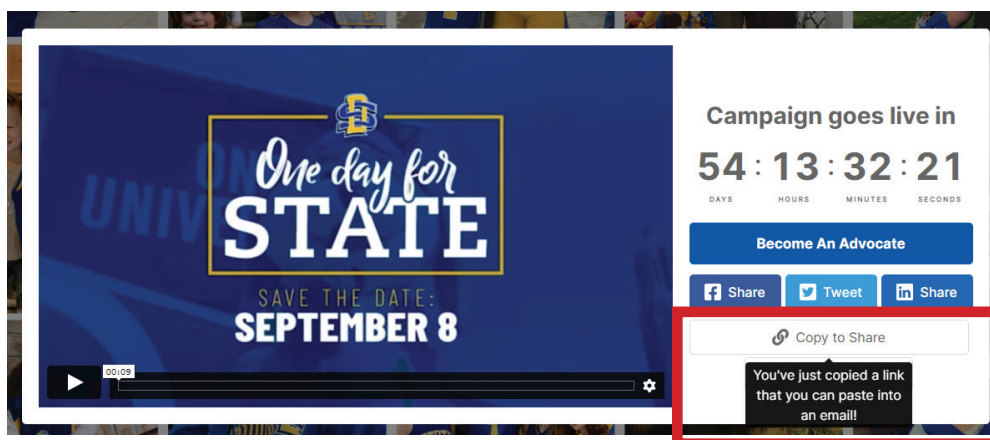 One day for
STATE
SAVE THE DATE:
SEPTEMBER 8
00:09
Campaign goes live in
54 : 13 : 32 : 21
DAYS HOURS MINUTES SECONDS
Become An Advocate
Share Tweet Share
Copy to Share
You've just copied a link
that you can paste into
an email!